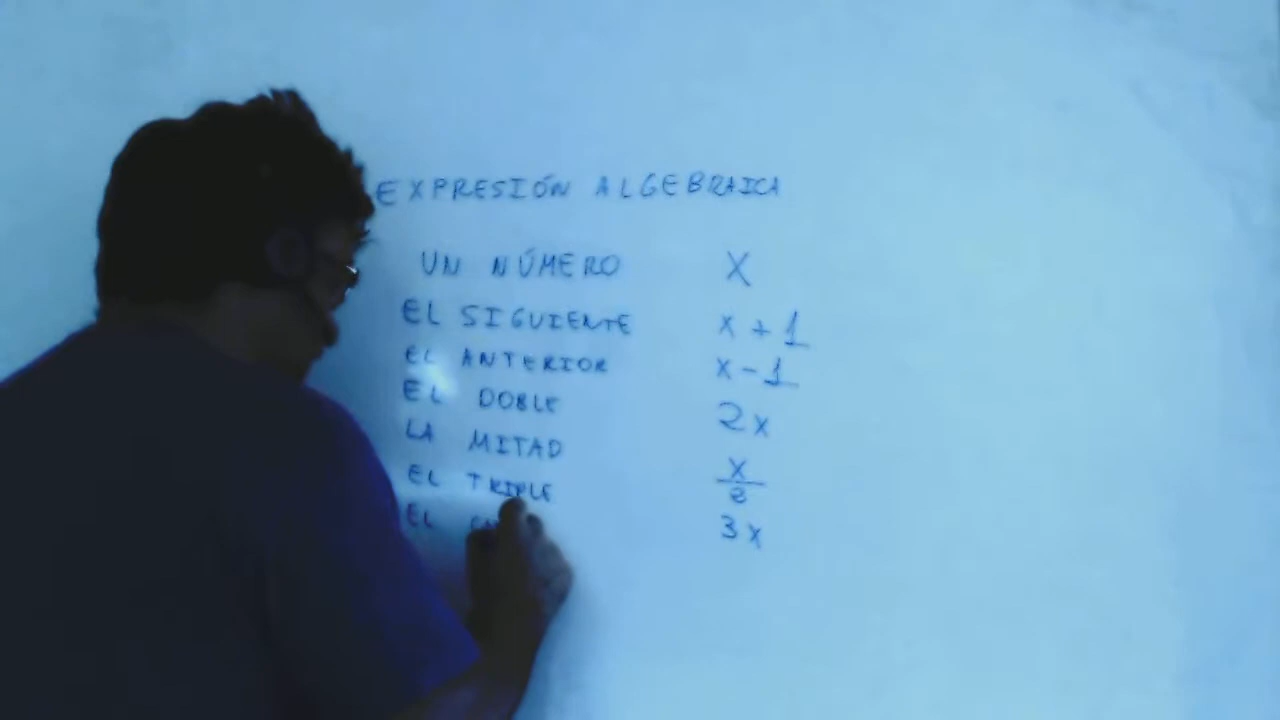 EXPRESIÓN ALGEBRAICA
UN NÚMERO X
EL SIGUIENTE x + 1
EL ANTERIOR x - 1
EL DOBLE 2x
LA MITAD x/2
EL TRIPLE 3x
EL